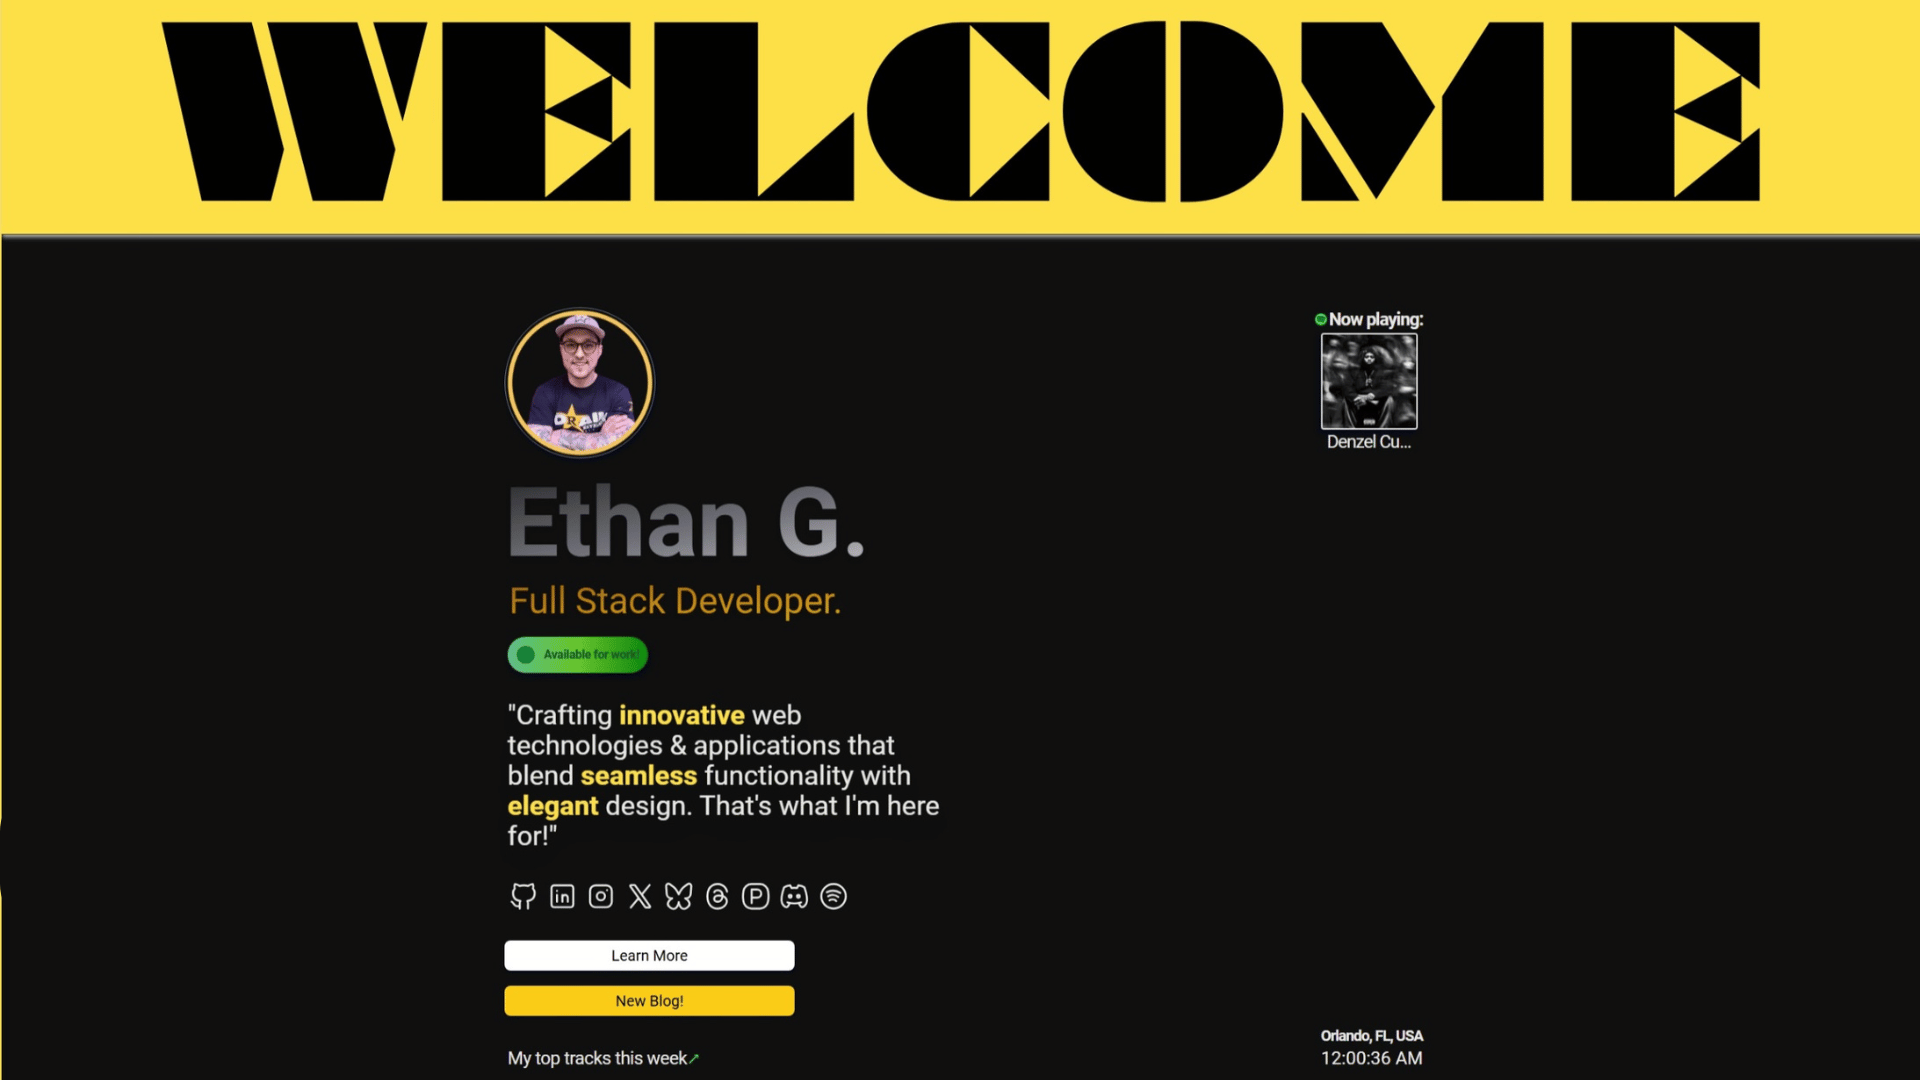 WELCOME
Now playing:
Denzel Cu...
Ethan G.
Full Stack Developer.
Available for work!
"Crafting innovative web
technologies & applications that
blend seamless functionality with
elegant design. That's what I'm here
for!"
Learn More
New Blog!
My top tracks this week↗
Orlando, FL, USA
12:00:36 AM